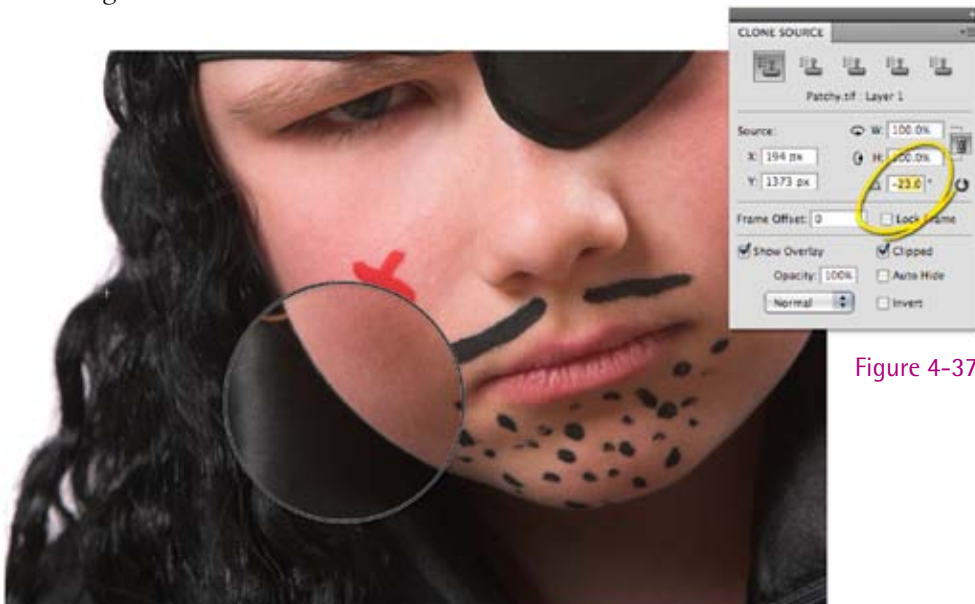 CLONE SOURCE
Patchy.tif : Layer 1
Source:
W: 100.0%
X: 194 px
H: 100.0%
Y: 1373 px
-23.0 °
Frame Offset: 0
Lock Frame
Show Overlay
Clipped
Opacity: 100%
Auto Hide
Normal
Invert
Figure 4-37